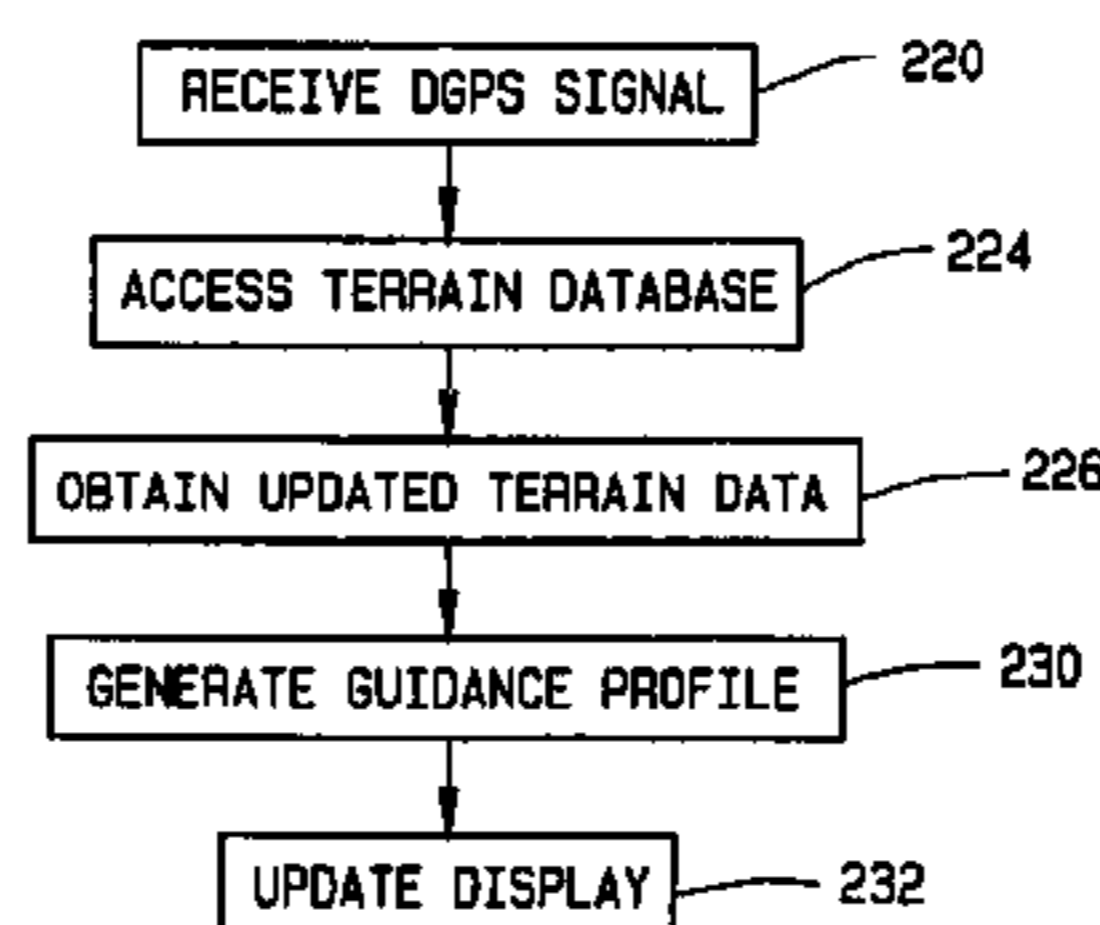 RECEIVE DGPS SIGNAL 220
ACCESS TERRAIN DATABASE 224
OBTAIN UPDATED TERRAIN DATA 226
GENERATE GUIDANCE PROFILE 230
UPDATE DISPLAY 232